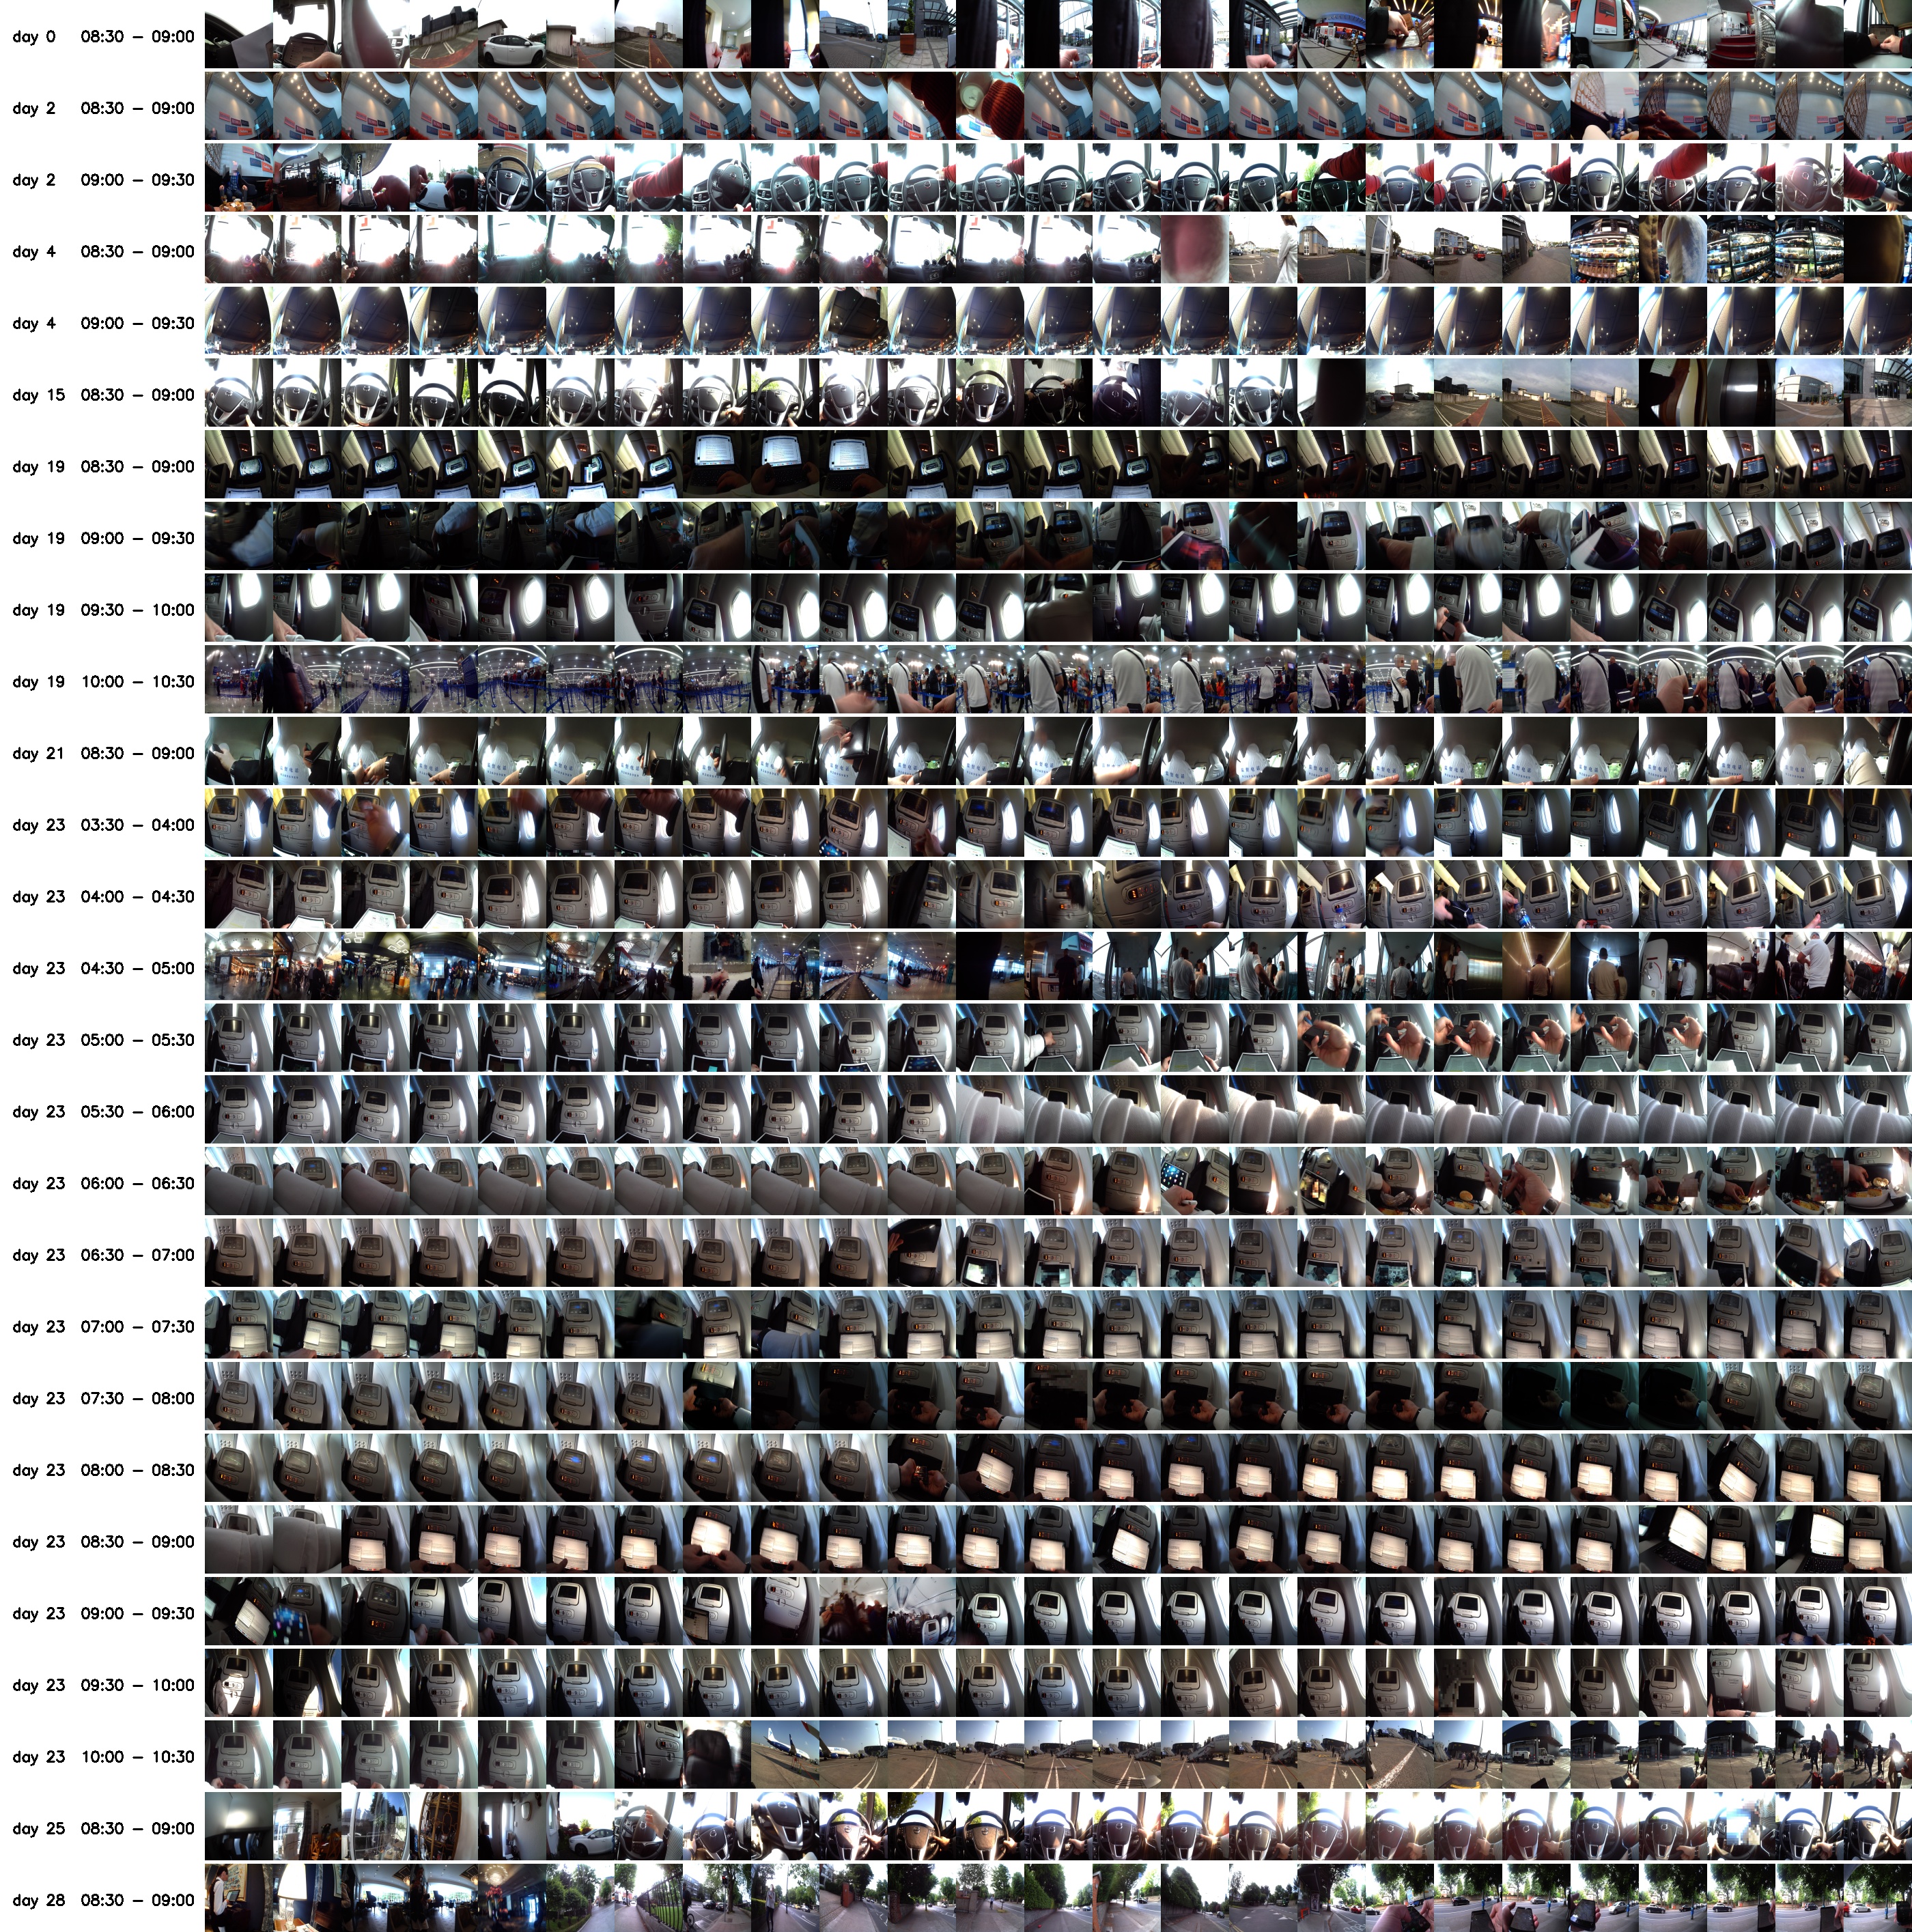 day 0 08:30 – 09:00
day 2 08:30 – 09:00
day 2 09:00 – 09:30
day 4 08:30 – 09:00
day 4 09:00 – 09:30
day 15 08:30 – 09:00
day 19 08:30 – 09:00
day 19 09:00 – 09:30
day 19 09:30 – 10:00
day 19 10:00 – 10:30
day 21 08:30 – 09:00
day 23 03:30 – 04:00
day 23 04:00 – 04:30
day 23 04:30 – 05:00
day 23 05:00 – 05:30
day 23 05:30 – 06:00
day 23 06:00 – 06:30
day 23 06:30 – 07:00
day 23 07:00 – 07:30
day 23 07:30 – 08:00
day 23 08:00 – 08:30
day 23 08:30 – 09:00
day 23 09:00 – 09:30
day 23 09:30 – 10:00
day 23 10:00 – 10:30
day 25 08:30 – 09:00
day 28 08:30 – 09:00